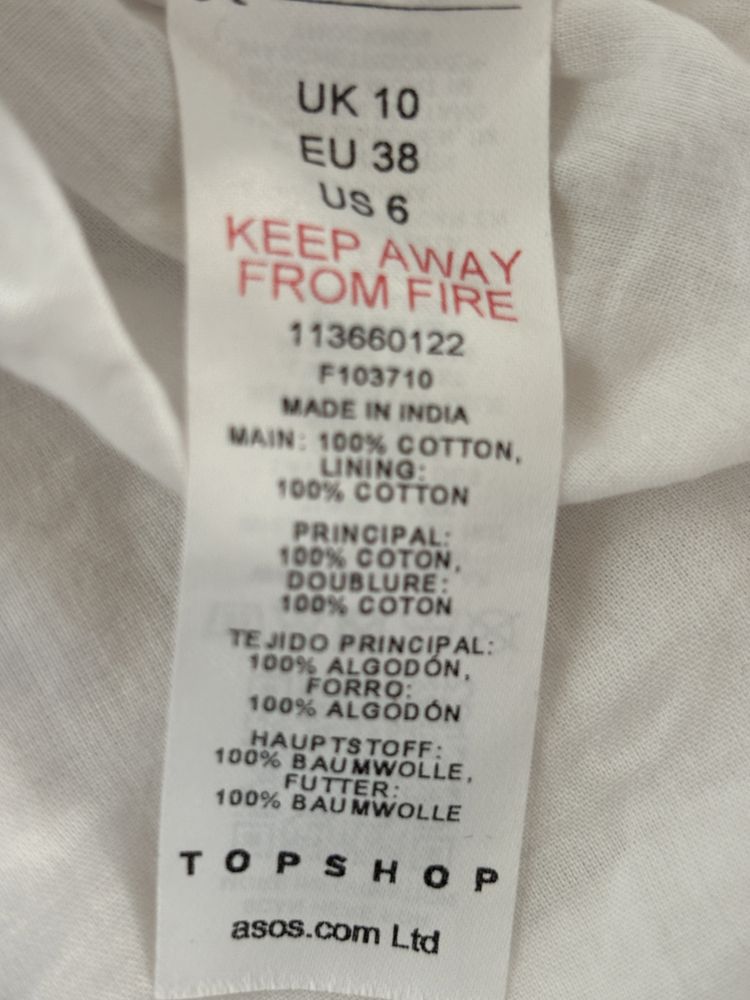 UK 10
EU 38
US 6
KEEP AWAY
FROM FIRE
113660122
F103710
MADE IN INDIA
MAIN: 100% COTTON,
LINING:
100% COTTON
PRINCIPAL:
100% COTON,
DOUBLURE:
100% COTON
TEJIDO PRINCIPAL:
100% ALGODÓN,
FORRO:
100% ALGODÓN
HAUPTSTOFF:
100% BAUMWOLLE,
FUTTER:
100% BAUMWOLLE
TOPSHOP
asos.com Ltd